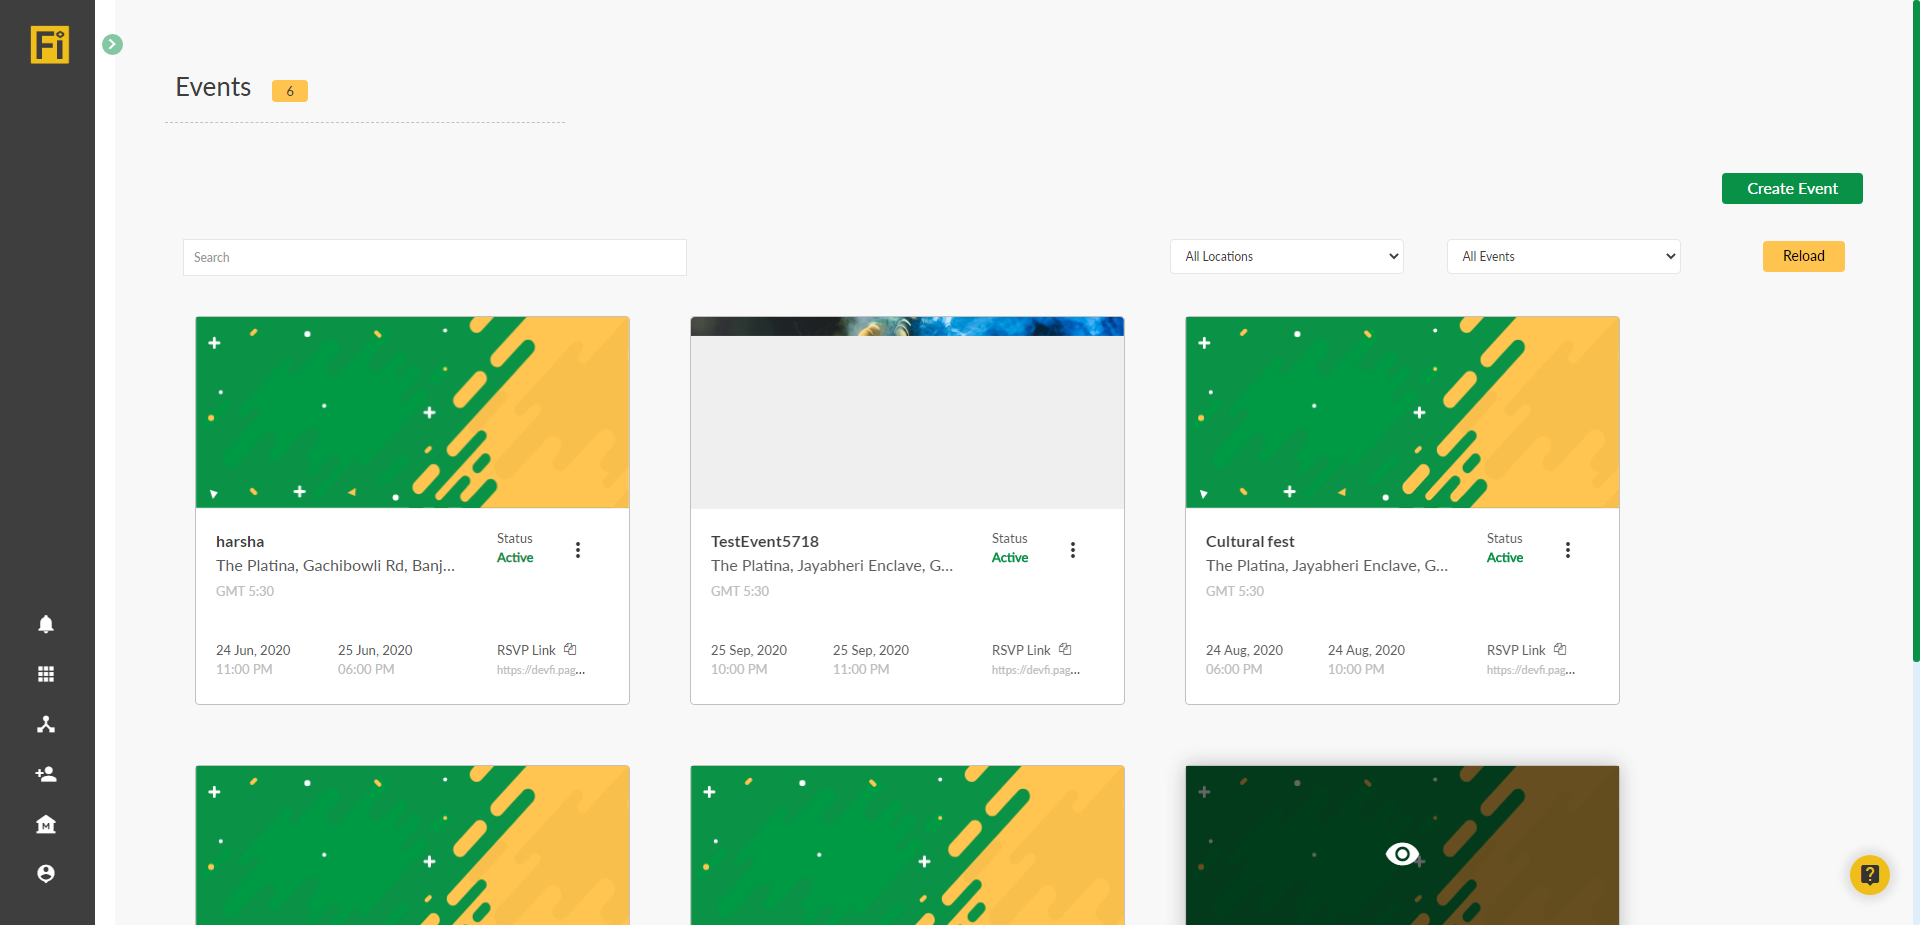 Fi
Events
6
Create Event
Search
All Locations
All Events
Reload
harsha
Status
Active
The Platina, Gachibowli Rd, Banj...
GMT 5:30
24 Jun, 2020
11:00 PM
25 Jun, 2020
06:00 PM
RSVP Link
https://devfi.pag...
TestEvent5718
Status
Active
The Platina, Jayabheri Enclave, G...
GMT 5:30
25 Sep, 2020
10:00 PM
25 Sep, 2020
11:00 PM
RSVP Link
https://devfi.pag...
Cultural fest
Status
Active
The Platina, Jayabheri Enclave, G...
GMT 5:30
24 Aug, 2020
06:00 PM
24 Aug, 2020
10:00 PM
RSVP Link
https://devfi.pag...
M
?